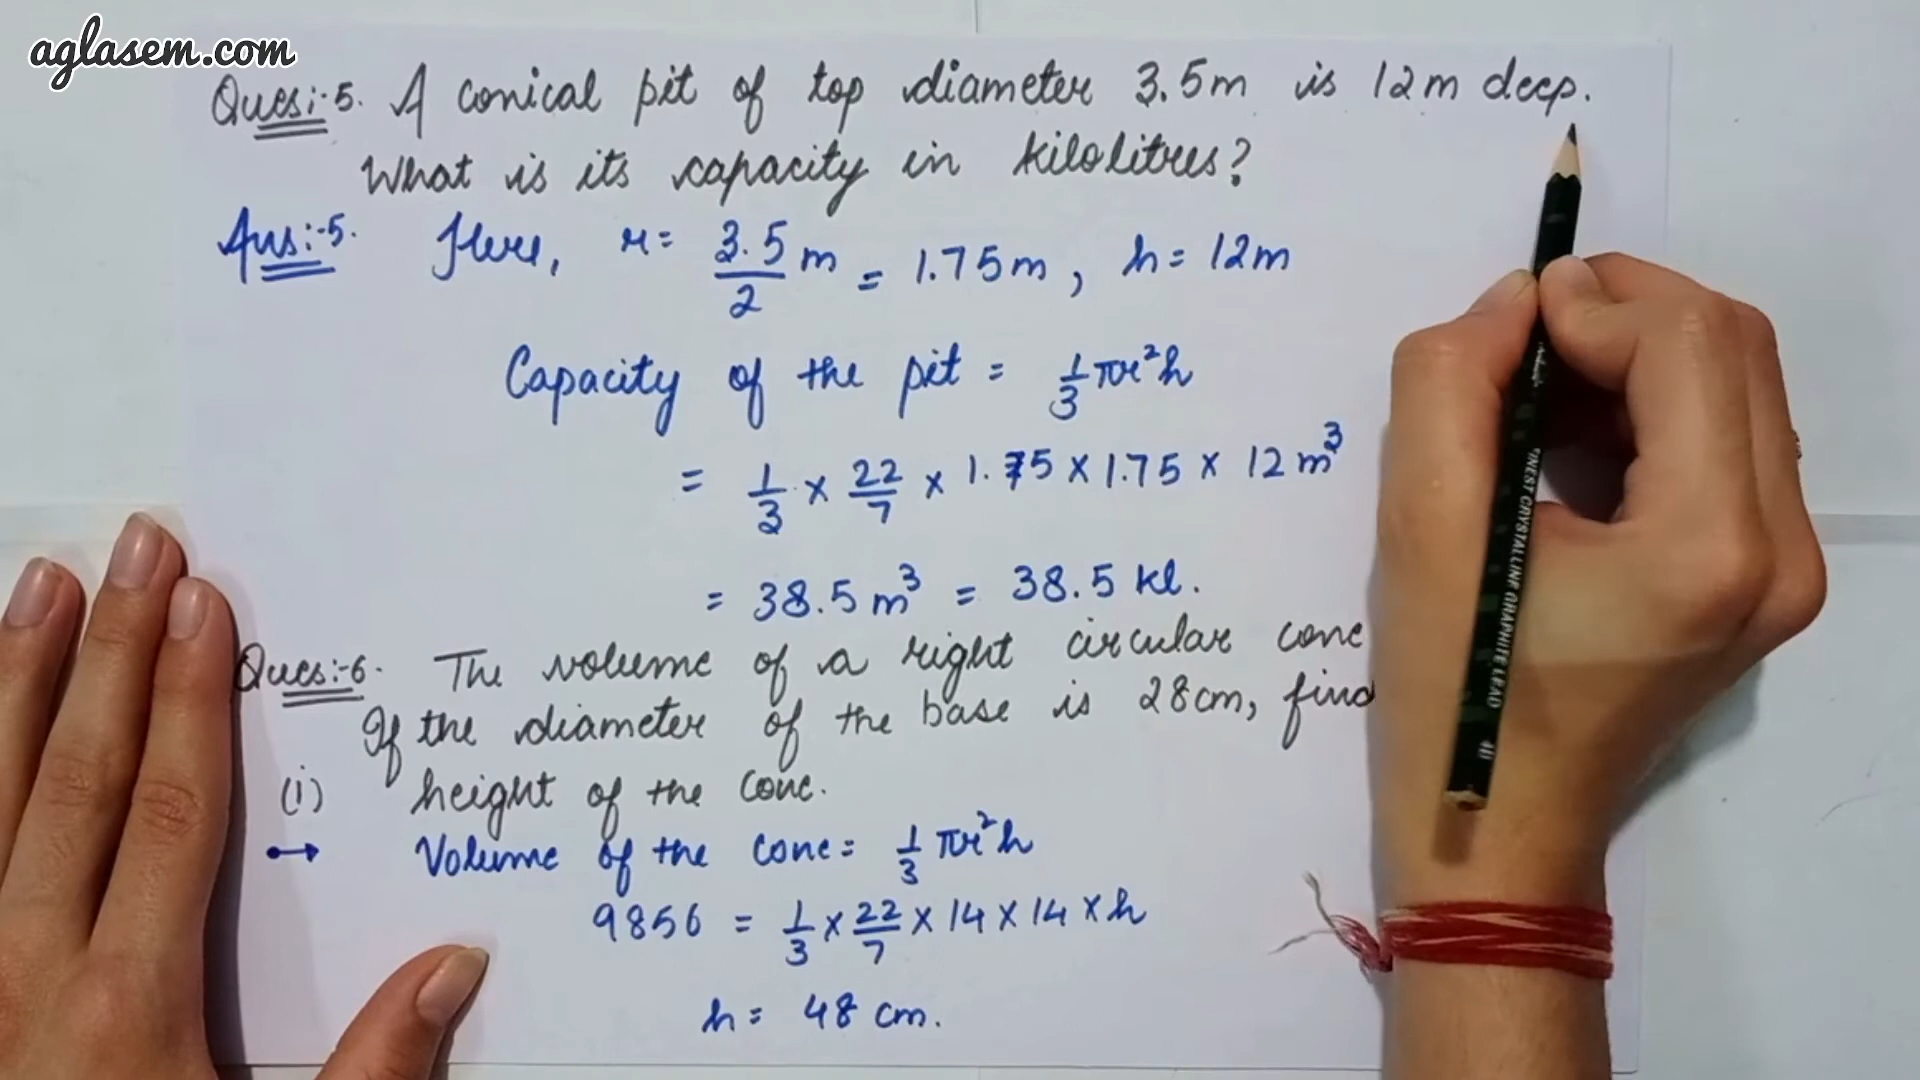 aglasem.com
Ques:-5. A conical pit of top diameter 3.5m is 12m deep.
What is its capacity in kilolitres?
Ans:-5. Here, r = 3.5/2 m = 1.75m, h = 12m
Capacity of the pit = 1/3 πr²h
= 1/3 × 22/7 × 1.75 × 1.75 × 12 m³
= 38.5 m³ = 38.5 kl.
Ques:-6. The volume of a right circular cone
If the diameter of the base is 28cm, find
(i) height of the cone.
Volume of the cone = 1/3 πr²h
9856 = 1/3 × 22/7 × 14 × 14 × h
h = 48 cm.